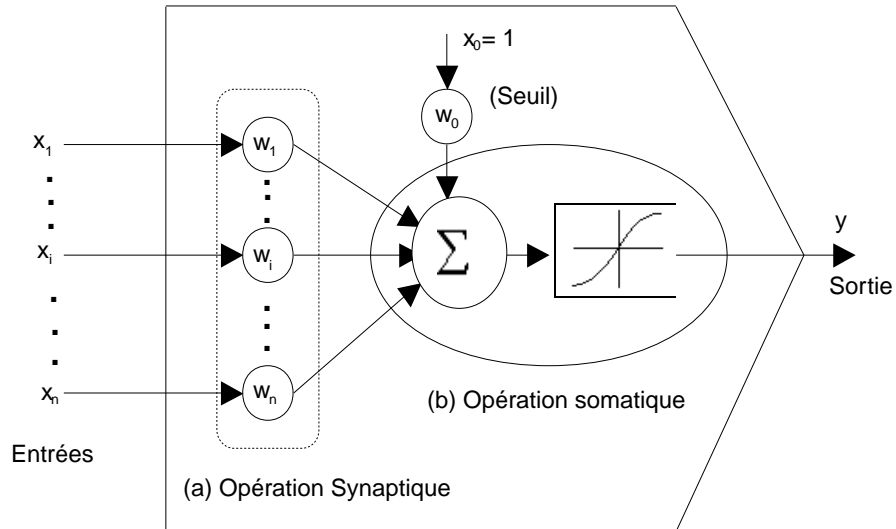 x₀= 1
(Seuil)
w₀
x₁
w₁
xᵢ
wᵢ
Σ
y
Sortie
xₙ
wₙ
(b) Opération somatique
Entrées
(a) Opération Synaptique